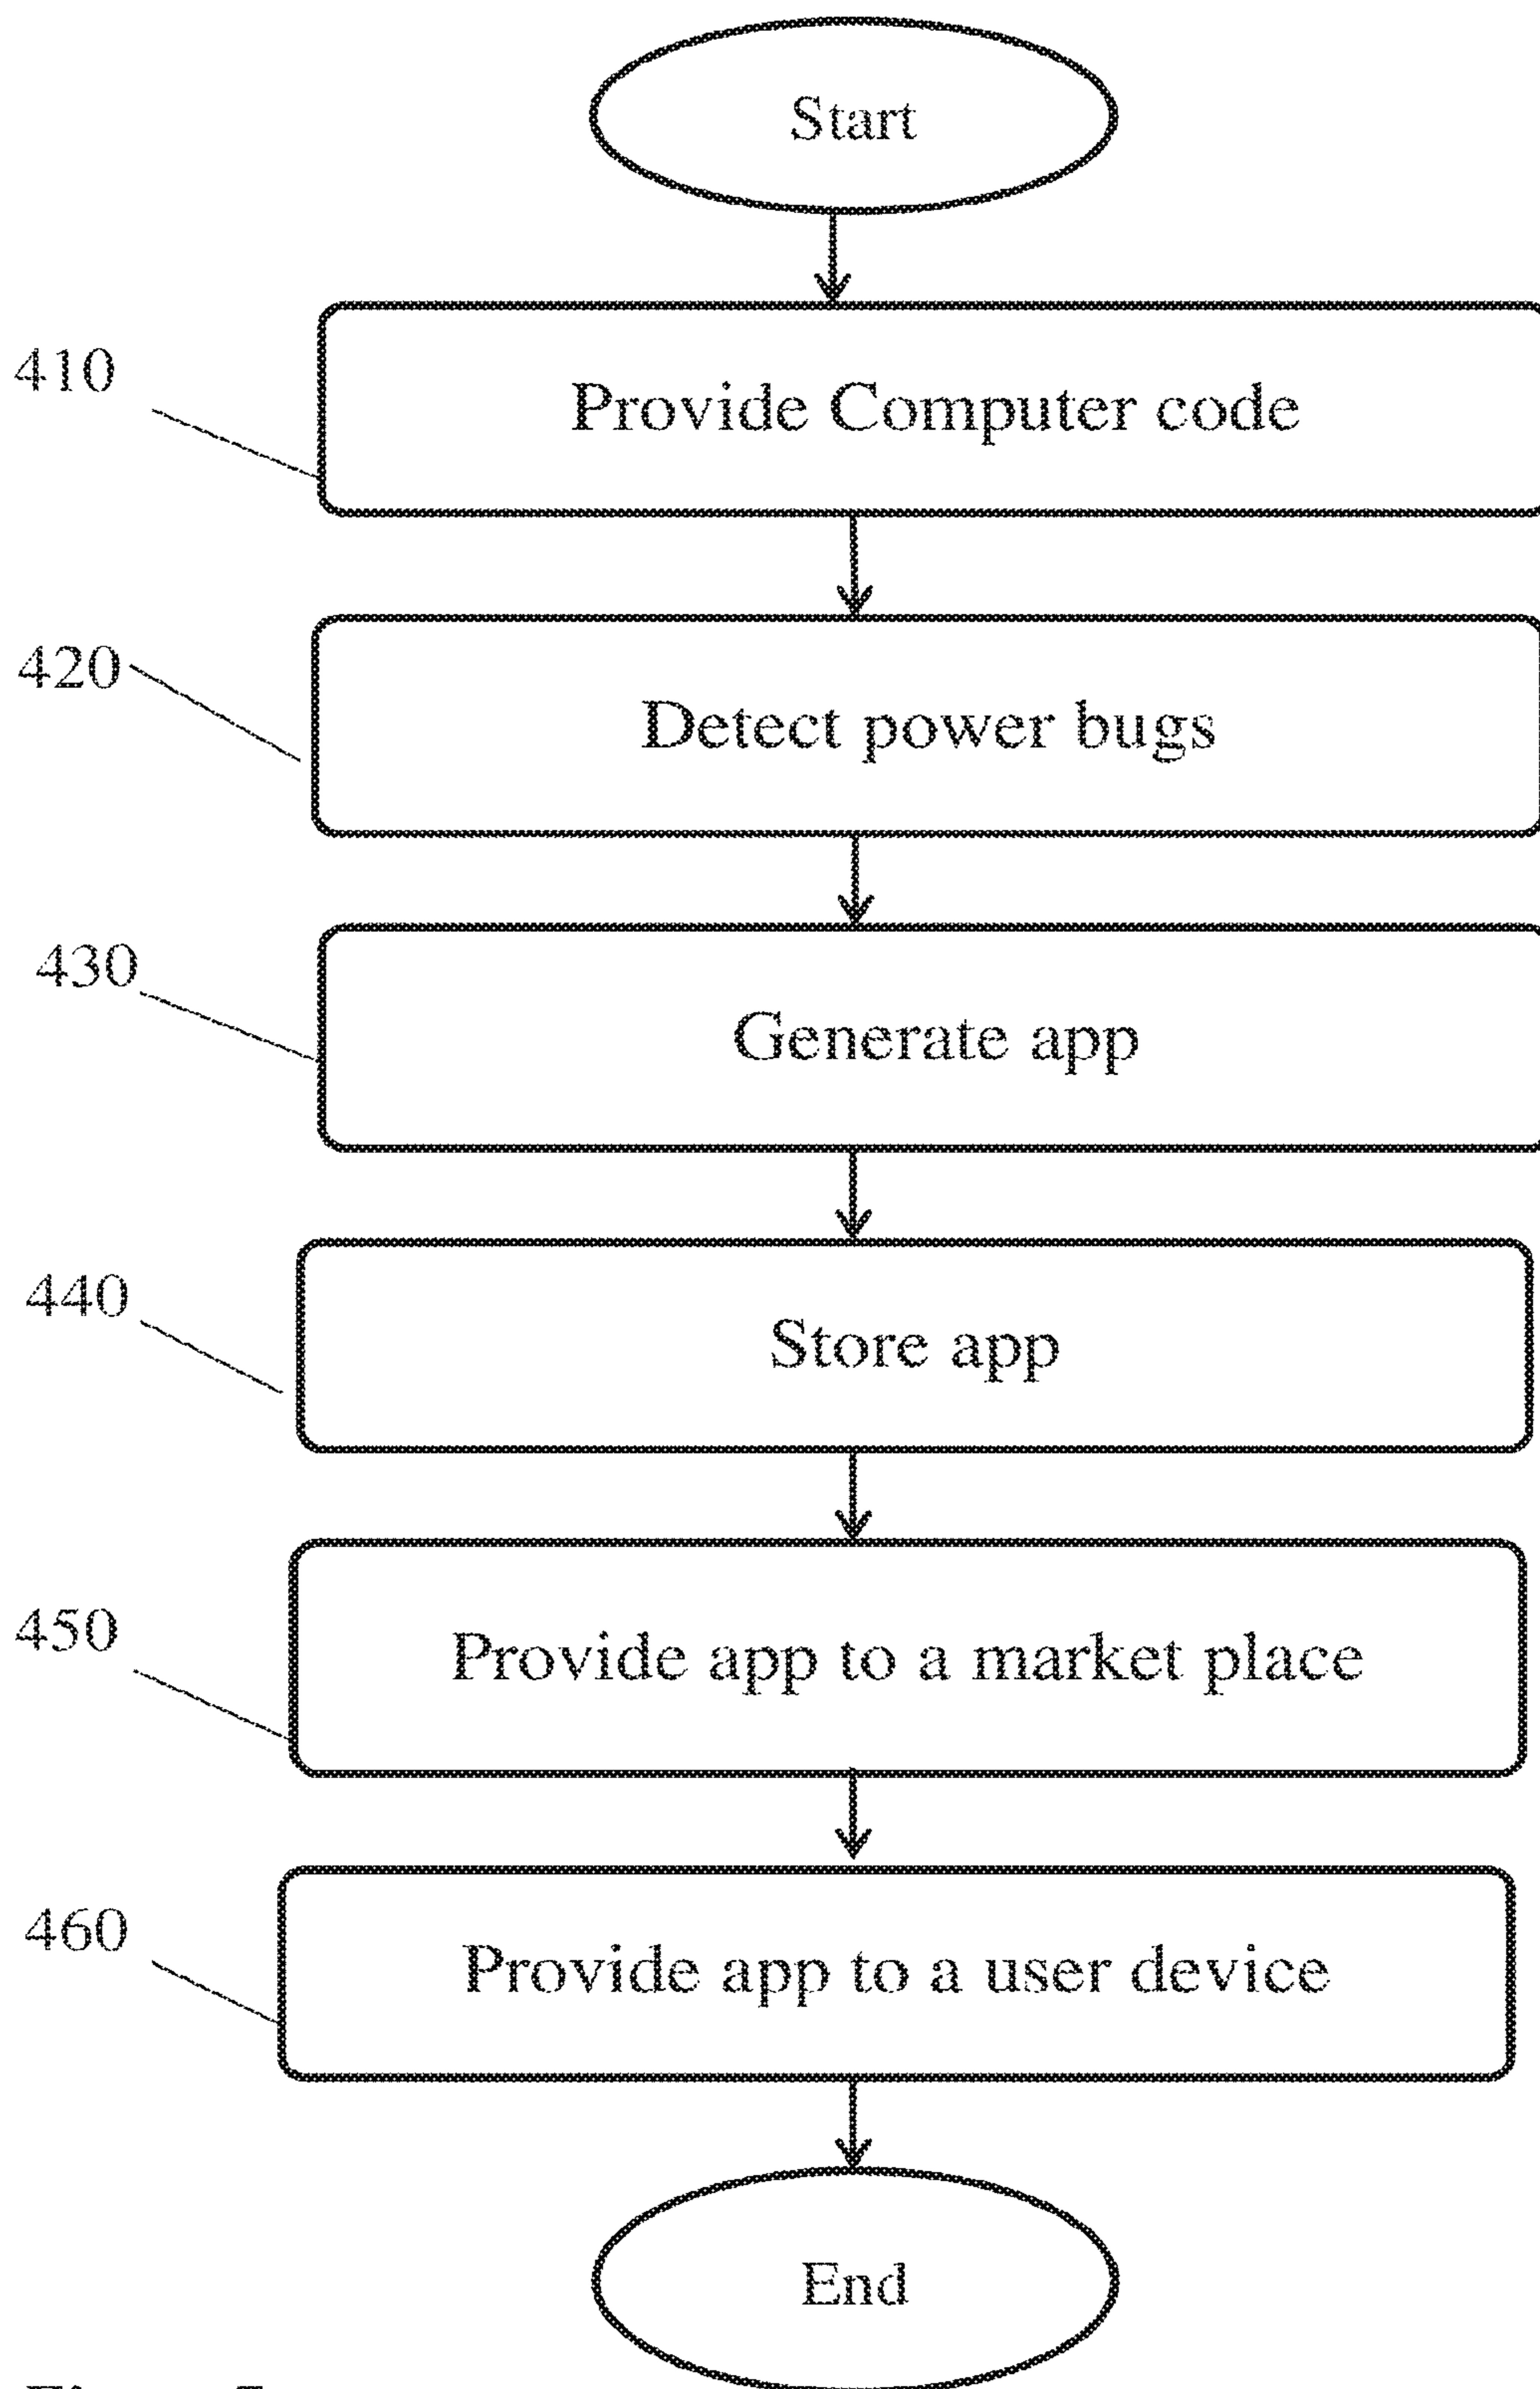 Start
410
Provide Computer code
420
Detect power bugs
430
Generate app
440
Store app
450
Provide app to a market place
460
Provide app to a user device
End